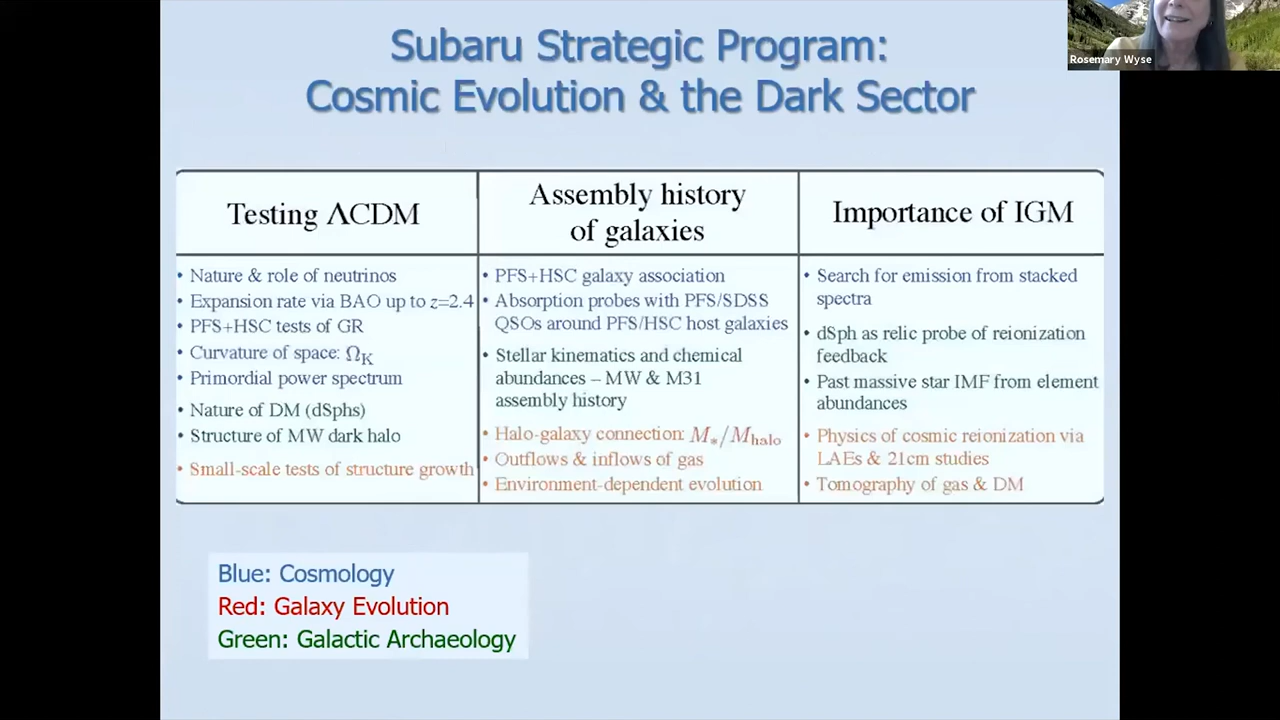 Subaru Strategic Program:
Cosmic Evolution & the Dark Sector
Rosemary Wyse
Testing ΛCDM
• Nature & role of neutrinos
• Expansion rate via BAO up to z=2.4
• PFS+HSC tests of GR
• Curvature of space: Ω_K
• Primordial power spectrum
• Nature of DM (dSphs)
• Structure of MW dark halo
• Small-scale tests of structure growth
Assembly history
of galaxies
• PFS+HSC galaxy association
• Absorption probes with PFS/SDSS
QSOs around PFS/HSC host galaxies
• Stellar kinematics and chemical
abundances – MW & M31
assembly history
• Halo-galaxy connection: M_*/M_halo
• Outflows & inflows of gas
• Environment-dependent evolution
Importance of IGM
• Search for emission from stacked
spectra
• dSph as relic probe of reionization
feedback
• Past massive star IMF from element
abundances
• Physics of cosmic reionization via
LAEs & 21cm studies
• Tomography of gas & DM
Blue: Cosmology
Red: Galaxy Evolution
Green: Galactic Archaeology